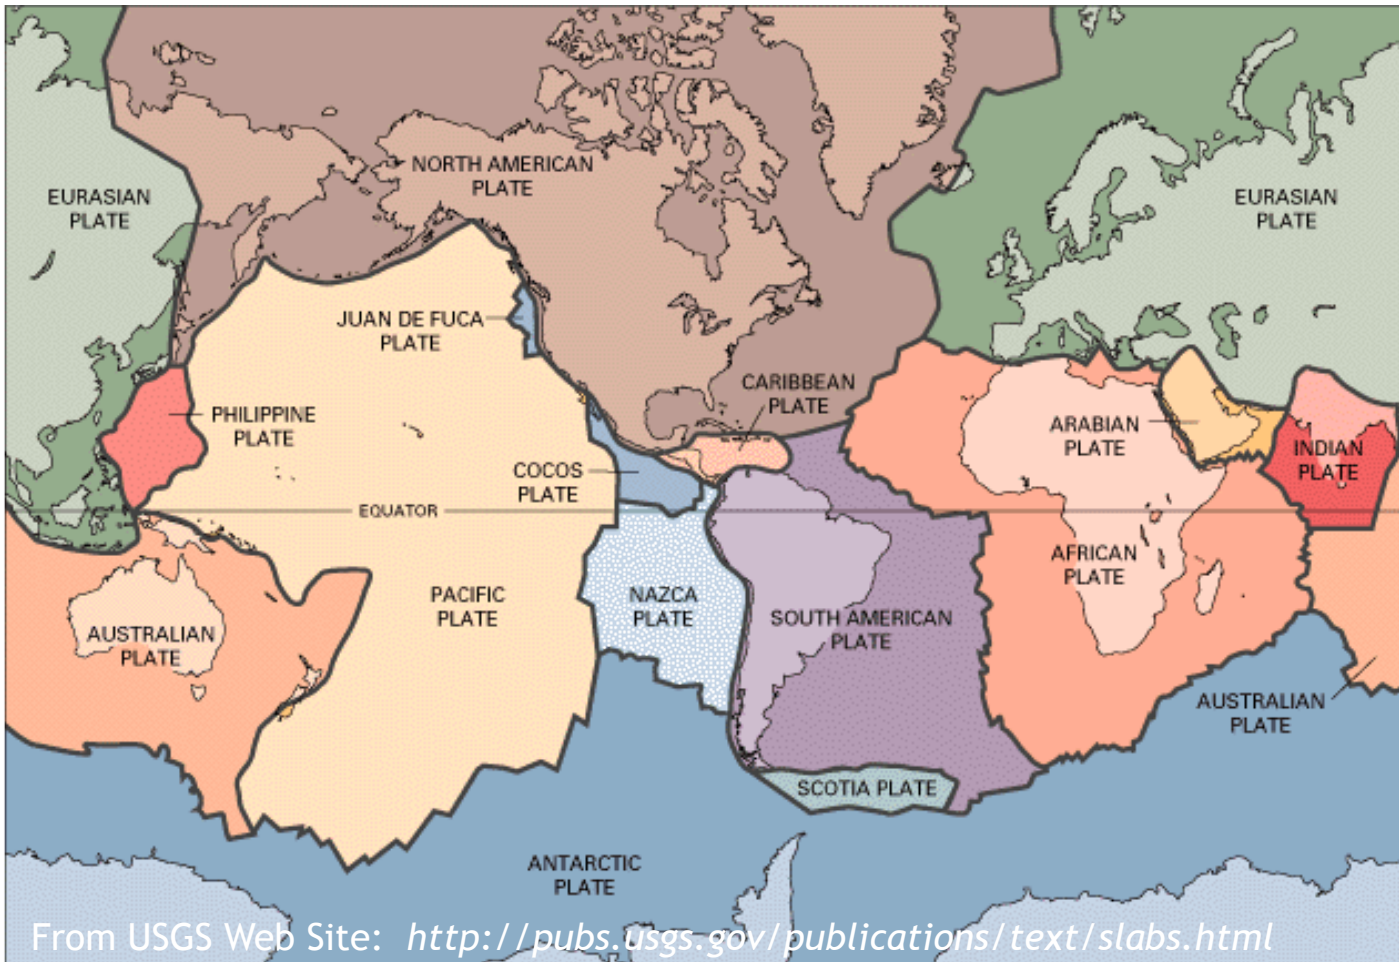 NORTH AMERICAN
PLATE
EURASIAN
PLATE
EURASIAN
PLATE
JUAN DE FUCA
PLATE
CARIBBEAN
PLATE
PHILIPPINE
PLATE
ARABIAN
PLATE
INDIAN
PLATE
COCOS
PLATE
EQUATOR
AFRICAN
PLATE
PACIFIC
PLATE
NAZCA
PLATE
SOUTH AMERICAN
PLATE
AUSTRALIAN
PLATE
AUSTRALIAN
PLATE
SCOTIA PLATE
ANTARCTIC
PLATE
From USGS Web Site: http://pubs.usgs.gov/publications/text/slabs.html